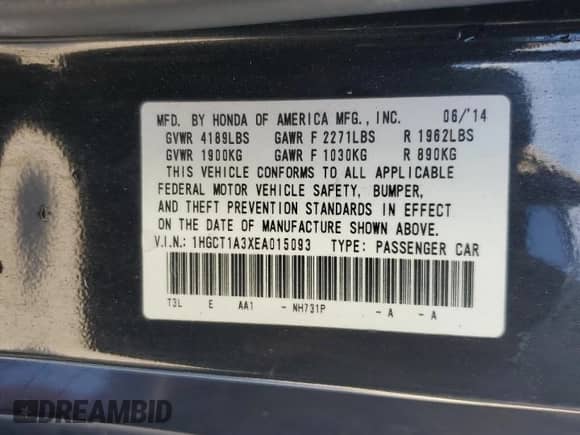 MFD. BY HONDA OF AMERICA MFG., INC. 06/'14
GVWR 4189LBS GAWR F 2271LBS R 1962LBS
GVWR 1900KG GAWR F 1030KG R 890KG
THIS VEHICLE CONFORMS TO ALL APPLICABLE
FEDERAL MOTOR VEHICLE SAFETY, BUMPER,
AND THEFT PREVENTION STANDARDS IN EFFECT
ON THE DATE OF MANUFACTURE SHOWN ABOVE.
V.I.N.: 1HGCT1A3XEA015093 TYPE: PASSENGER CAR
T3L E AA1 - NH731P - A - A
DREAMBID